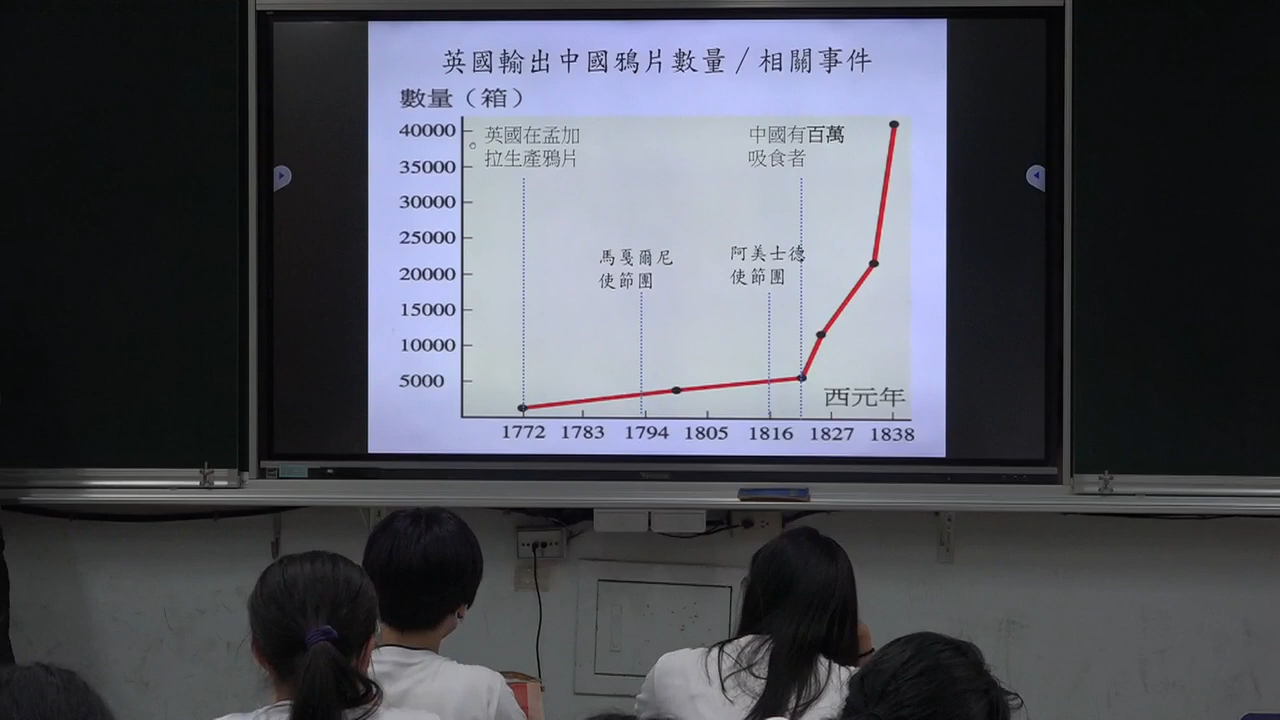 英國輸出中國鴉片數量/相關事件
數量（箱）
40000
35000
30000
25000
20000
15000
10000
5000
英國在孟加
拉生產鴉片
中國有百萬
吸食者
馬戛爾尼
使節團
阿美士德
使節團
西元年
1772 1783 1794 1805 1816 1827 1838